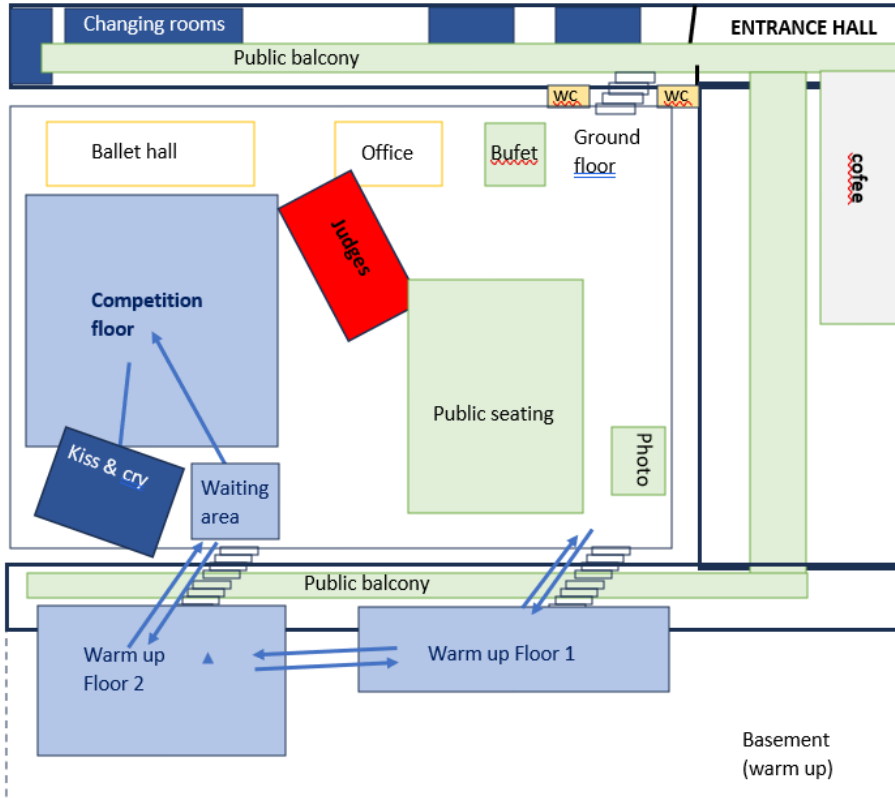 Changing rooms
ENTRANCE HALL
Public balcony
WC
WC
Ballet hall
Office
Bufet
Ground
floor
cofee
Judges
Competition
floor
Public seating
Photo
Kiss & cry
Waiting
area
Public balcony
Warm up
Floor 2
Warm up Floor 1
Basement
(warm up)